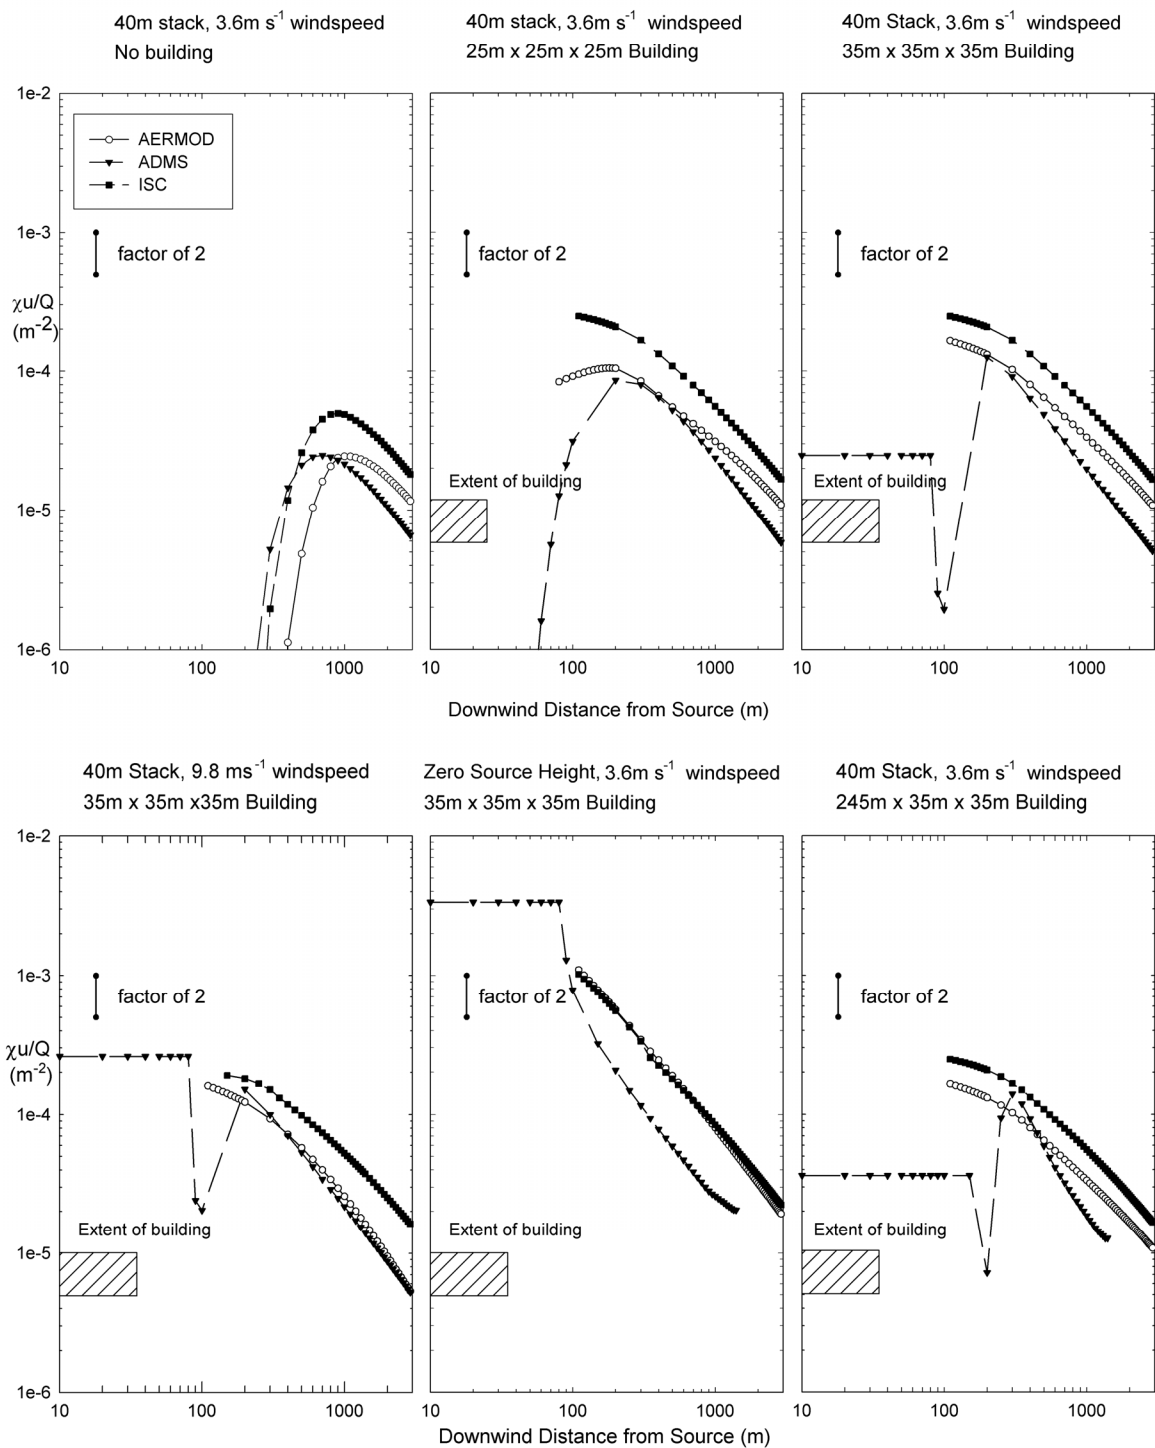 40m stack, 3.6m s⁻¹ windspeed
No building
40m stack, 3.6m s⁻¹ windspeed
25m x 25m x 25m Building
40m Stack, 3.6m s⁻¹ windspeed
35m x 35m x 35m Building
1e-2
AERMOD
ADMS
ISC
1e-3
factor of 2
factor of 2
factor of 2
χu/Q
(m⁻²)
1e-4
Extent of building
Extent of building
1e-5
1e-6
10 100 1000
10 100 1000
10 100 1000
Downwind Distance from Source (m)
40m Stack, 9.8 ms⁻¹ windspeed
35m x 35m x35m Building
Zero Source Height, 3.6m s⁻¹ windspeed
35m x 35m x 35m Building
40m Stack, 3.6m s⁻¹ windspeed
245m x 35m x 35m Building
1e-2
1e-3
factor of 2
factor of 2
factor of 2
χu/Q
(m⁻²)
1e-4
Extent of building
Extent of building
Extent of building
1e-5
1e-6
10 100 1000
10 100 1000
10 100 1000
Downwind Distance from Source (m)